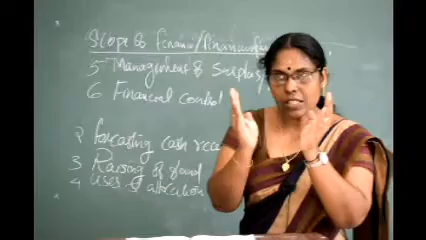 Scope of Finance/Financial
5 Management of Surplus
6 Financial control
2 Forecasting cash
3 Raising of fund
4 Uses & allocation